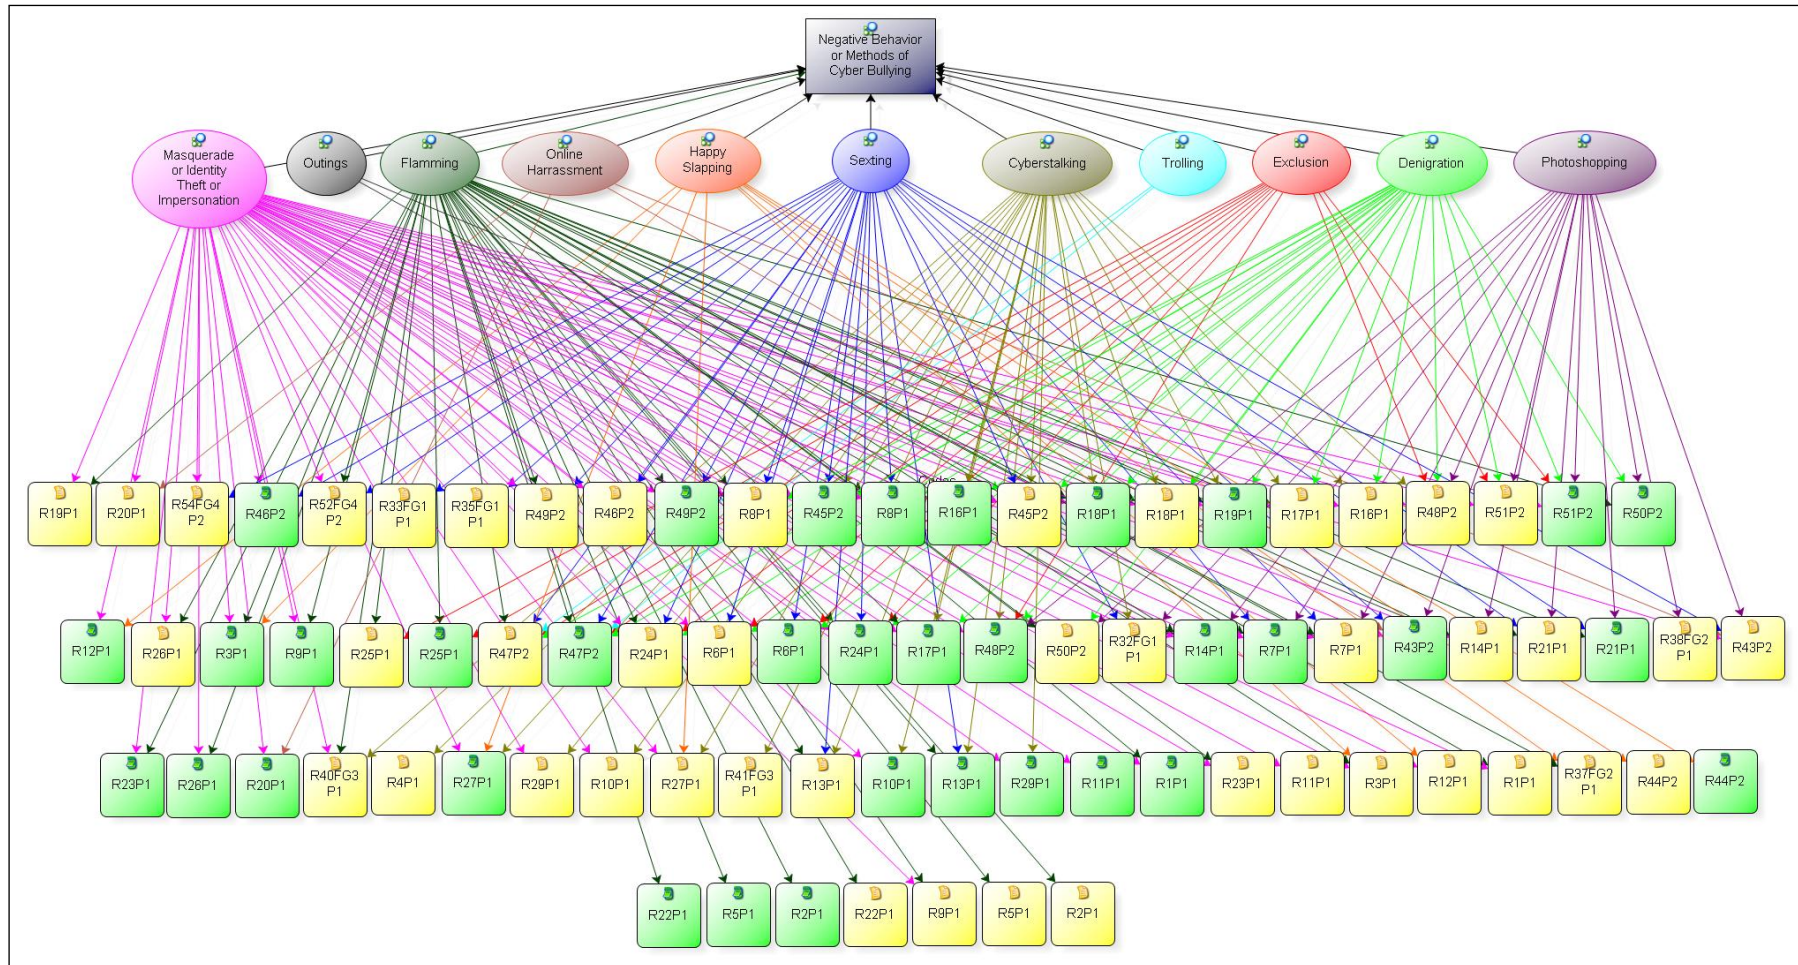 Negative Behavior
or Methods of
Cyber Bullying
Masquerade
or Identity
Theft or
Impersonation
Outings
Flamming
Online
Harrassment
Happy
Slapping
Sexting
Cyberstalking
Trolling
Exclusion
Denigration
Photoshopping
R19P1
R20P1
R54FG4
P2
R46P2
R52FG4
P2
R33FG1
P1
R35FG1
P1
R49P2
R46P2
R49P2
R8P1
R45P2
R8P1
R16P1
R45P2
R18P1
R18P1
R19P1
R17P1
R16P1
R48P2
R51P2
R51P2
R50P2
R12P1
R26P1
R3P1
R9P1
R25P1
R25P1
R47P2
R47P2
R24P1
R6P1
R6P1
R24P1
R17P1
R48P2
R50P2
R32FG1
P1
R14P1
R7P1
R7P1
R43P2
R14P1
R21P1
R21P1
R38FG2
P1
R43P2
R23P1
R26P1
R20P1
R40FG3
P1
R4P1
R27P1
R29P1
R10P1
R27P1
R41FG3
P1
R13P1
R10P1
R13P1
R29P1
R11P1
R1P1
R23P1
R11P1
R3P1
R12P1
R1P1
R37FG2
P1
R44P2
R44P2
R22P1
R5P1
R2P1
R22P1
R9P1
R5P1
R2P1